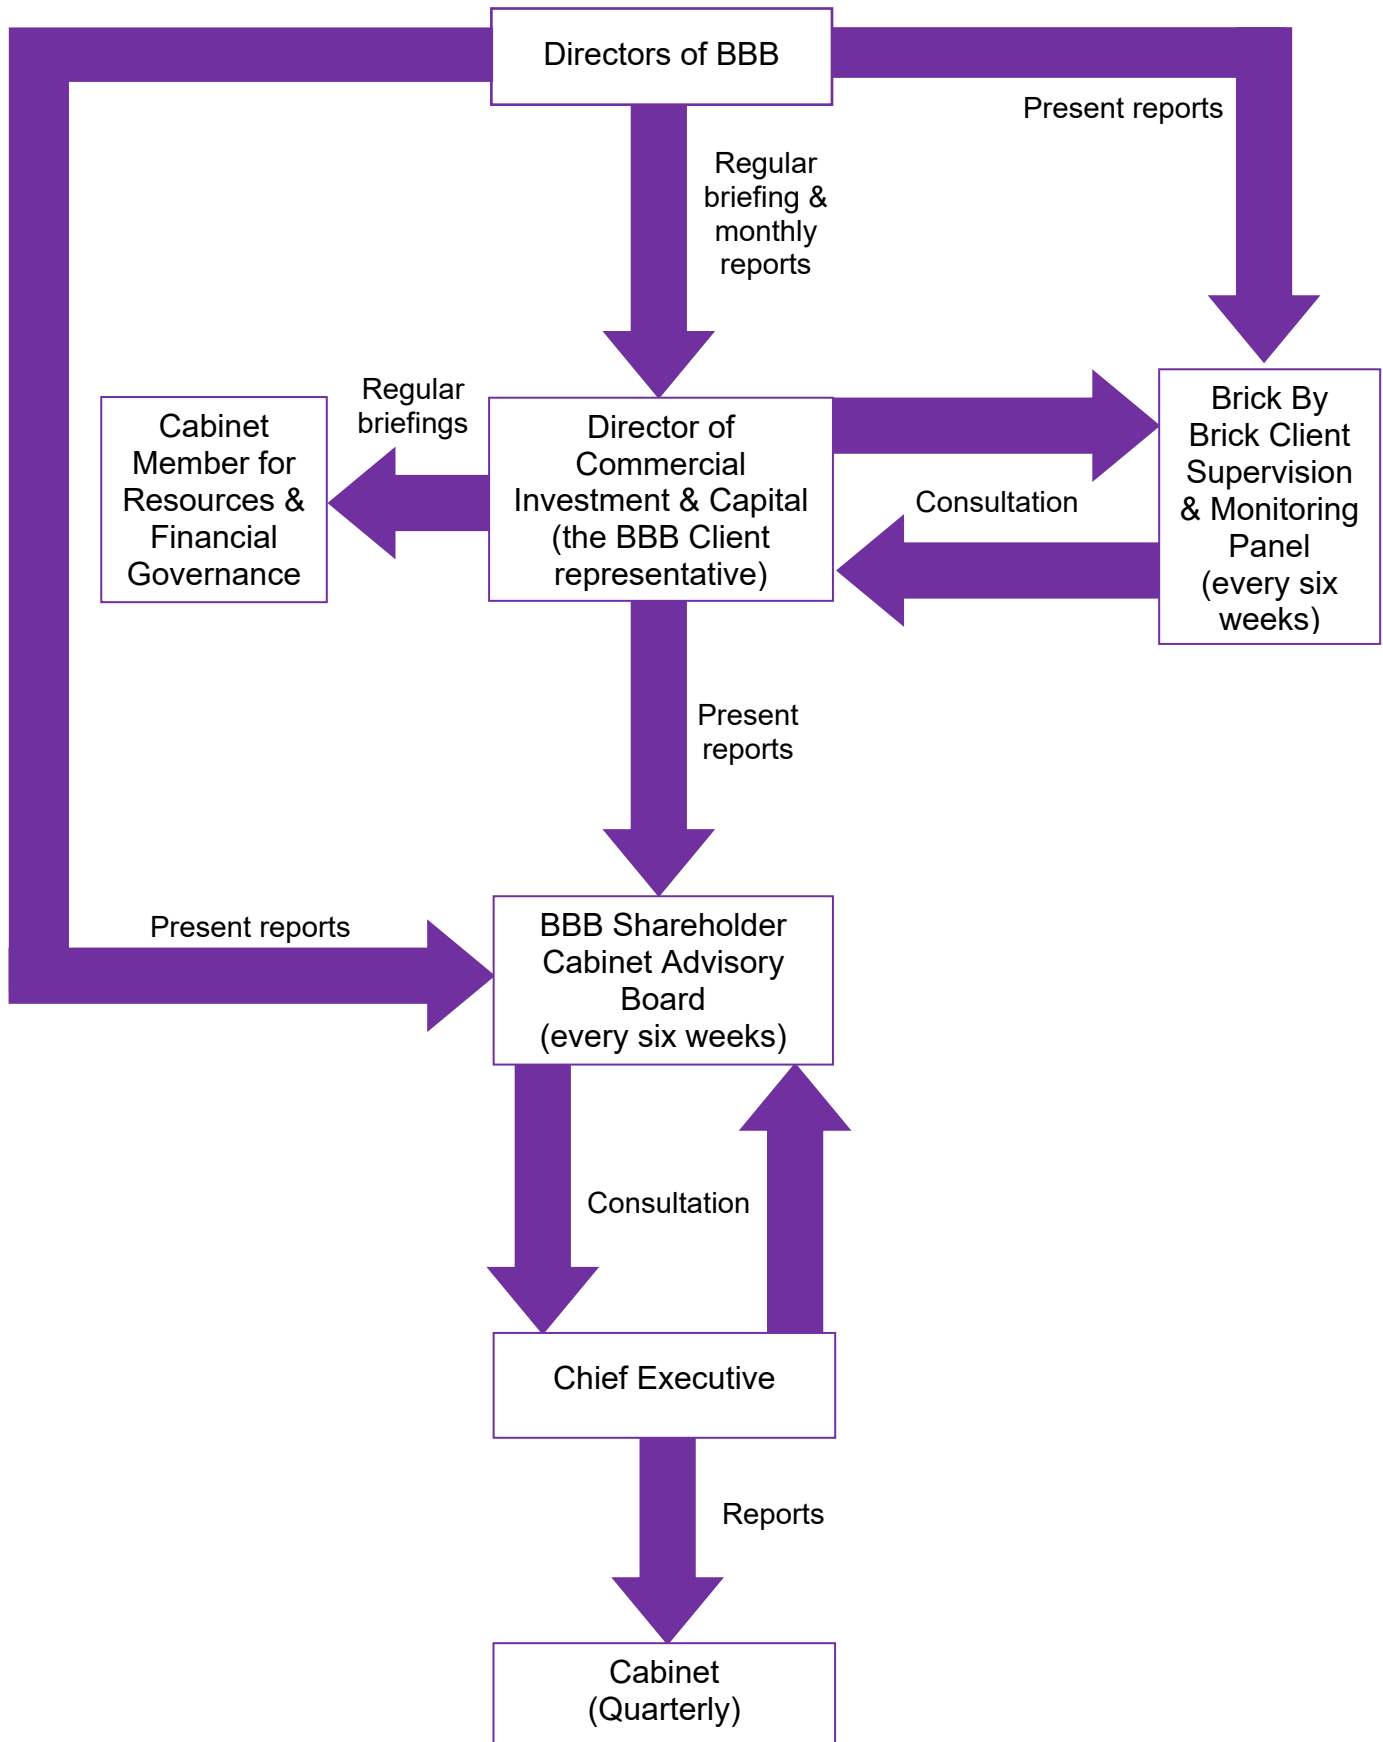 Directors of BBB
Present reports
Regular
briefing &
monthly
reports
Regular
briefings
Cabinet
Member for
Resources &
Financial
Governance
Director of
Commercial
Investment & Capital
(the BBB Client
representative)
Consultation
Brick By
Brick Client
Supervision
& Monitoring
Panel
(every six
weeks)
Present
reports
Present reports
BBB Shareholder
Cabinet Advisory
Board
(every six weeks)
Consultation
Chief Executive
Reports
Cabinet
(Quarterly)